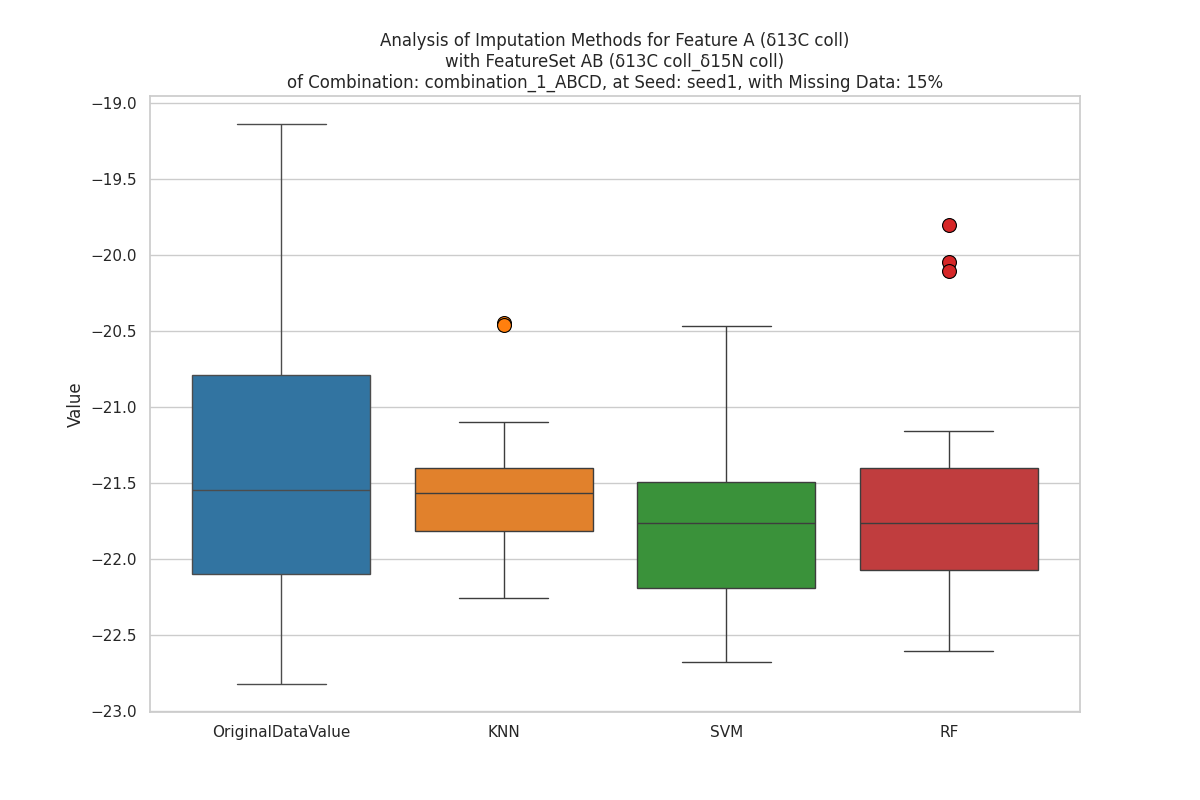 Analysis of Imputation Methods for Feature A (δ13C coll)
with FeatureSet AB (δ13C coll_δ15N coll)
of Combination: combination_1_ABCD, at Seed: seed1, with Missing Data: 15%
−19.0
−19.5
−20.0
−20.5
−21.0
−21.5
−22.0
−22.5
−23.0
Value
OriginalDataValue
KNN
SVM
RF